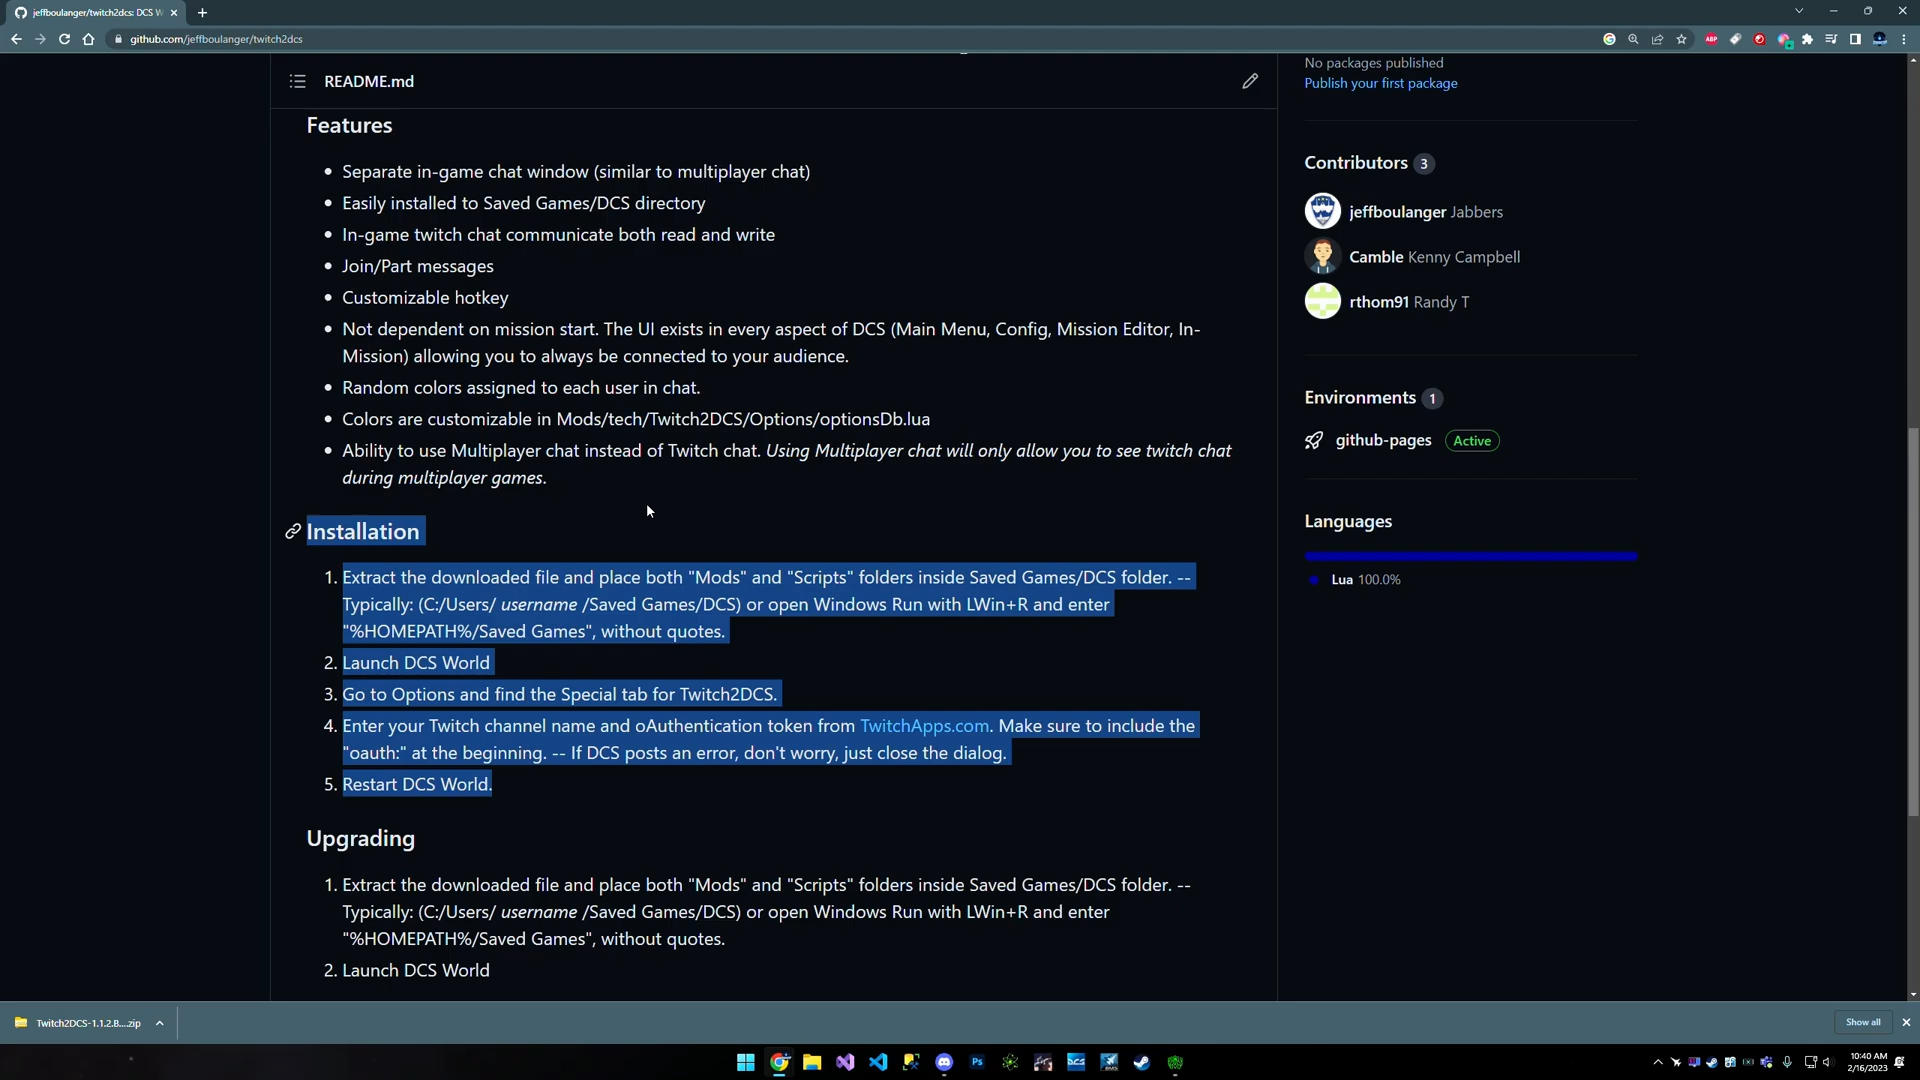 jeffboulanger/twitch2dcs: DCS W
github.com/jeffboulanger/twitch2dcs
ABP
README.md
Features
• Separate in-game chat window (similar to multiplayer chat)
• Easily installed to Saved Games/DCS directory
• In-game twitch chat communicate both read and write
• Join/Part messages
• Customizable hotkey
• Not dependent on mission start. The UI exists in every aspect of DCS (Main Menu, Config, Mission Editor, In-
Mission) allowing you to always be connected to your audience.
• Random colors assigned to each user in chat.
• Colors are customizable in Mods/tech/Twitch2DCS/Options/optionsDb.lua
• Ability to use Multiplayer chat instead of Twitch chat. Using Multiplayer chat will only allow you to see twitch chat
during multiplayer games.
Installation
1. Extract the downloaded file and place both "Mods" and "Scripts" folders inside Saved Games/DCS folder. --
Typically: (C:/Users/ username /Saved Games/DCS) or open Windows Run with LWin+R and enter
"%HOMEPATH%/Saved Games", without quotes.
2. Launch DCS World
3. Go to Options and find the Special tab for Twitch2DCS.
4. Enter your Twitch channel name and oAuthentication token from TwitchApps.com. Make sure to include the
"oauth:" at the beginning. -- If DCS posts an error, don't worry, just close the dialog.
5. Restart DCS World.
Upgrading
1. Extract the downloaded file and place both "Mods" and "Scripts" folders inside Saved Games/DCS folder. --
Typically: (C:/Users/ username /Saved Games/DCS) or open Windows Run with LWin+R and enter
"%HOMEPATH%/Saved Games", without quotes.
2. Launch DCS World
No packages published
Publish your first package
Contributors 3
jeffboulanger Jabbers
Camble Kenny Campbell
rthom91 Randy T
Environments 1
github-pages Active
Languages
Lua 100.0%
Twitch2DCS-1.1.2.B....zip
Show all
Ps
DCS
BMS
10:40 AM
2/16/2023